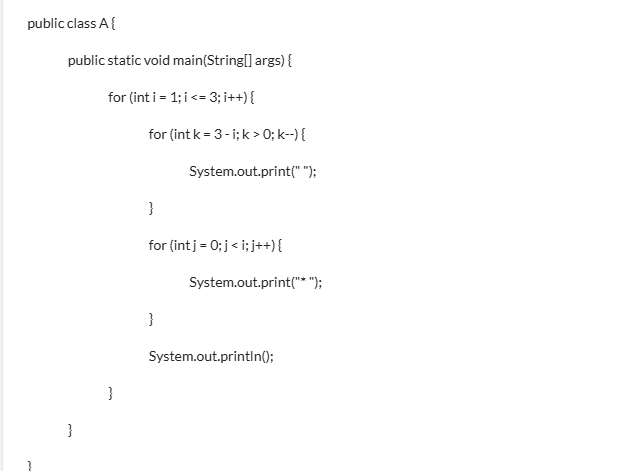 public class A {
public static void main(String[] args) {
for (int i = 1; i <= 3; i++) {
for (int k = 3 - i; k > 0; k--) {
System.out.print(" ");
}
for (int j = 0; j < i; j++) {
System.out.print("* ");
}
System.out.println();
}
}
}